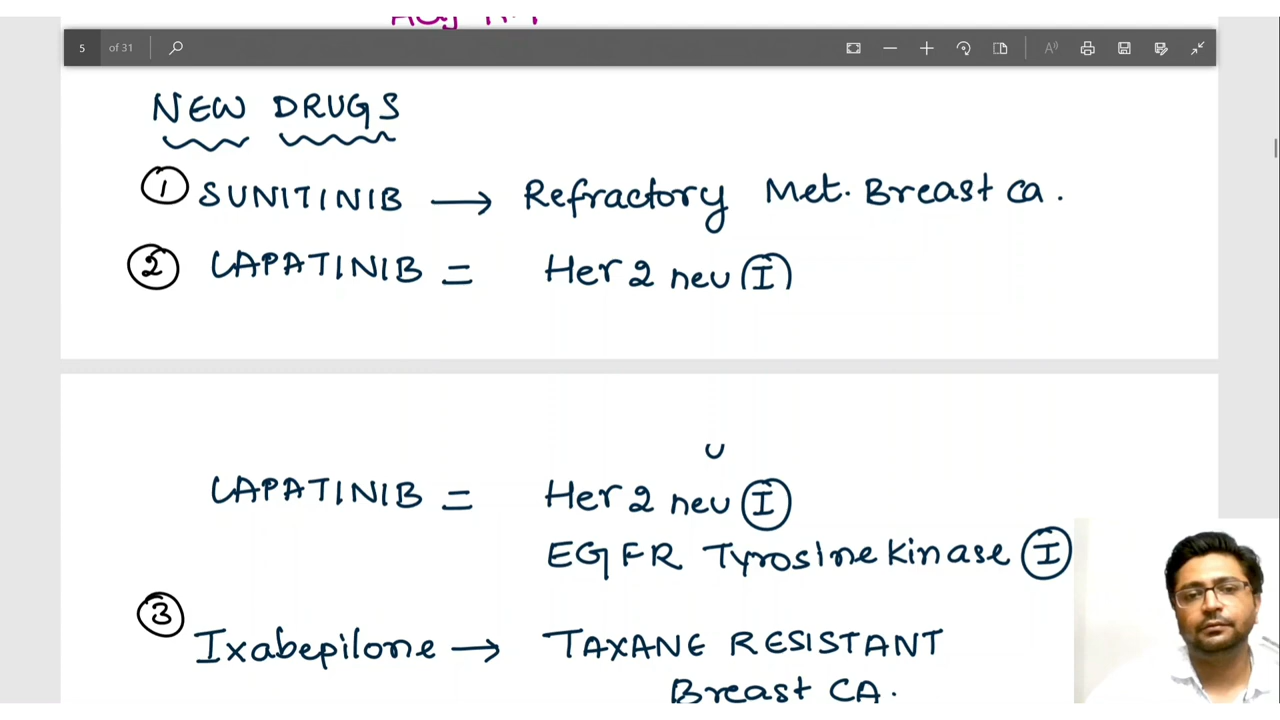 5 of 31
NEW DRUGS
① SUNITINIB → Refractory Met. Breast ca.
② LAPATINIB = Her 2 neu Ⓘ
LAPATINIB = Her 2 neu Ⓘ
EGFR Tyrosine kinase Ⓘ
③ Ixabepilone → TAXANE RESISTANT
Breast CA.